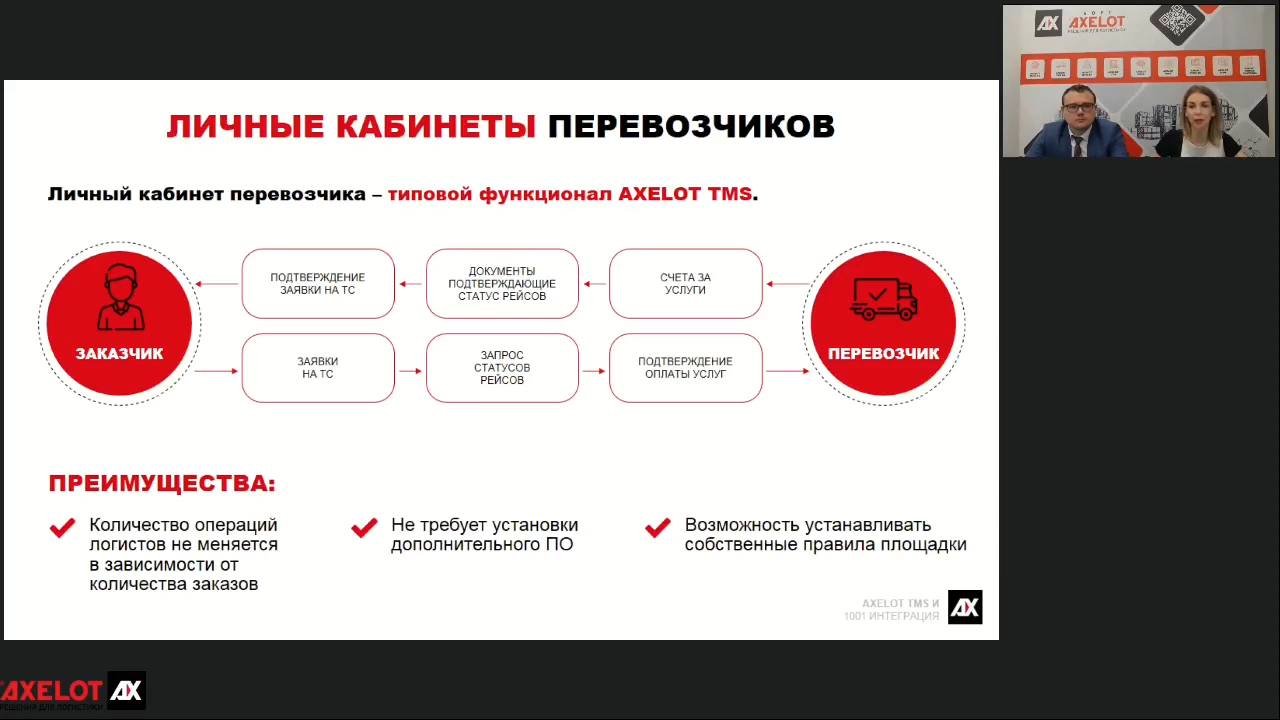 ЛИЧНЫЕ КАБИНЕТЫ ПЕРЕВОЗЧИКОВ
Личный кабинет перевозчика – типовой функционал AXELOT TMS.
ЗАКАЗЧИК
ПОДТВЕРЖДЕНИЕ
ЗАЯВКИ НА ТС
ДОКУМЕНТЫ
ПОДТВЕРЖДАЮЩИЕ
СТАТУС РЕЙСОВ
СЧЕТА ЗА
УСЛУГИ
ЗАЯВКИ
НА ТС
ЗАПРОС
СТАТУСОВ
РЕЙСОВ
ПОДТВЕРЖДЕНИЕ
ОПЛАТЫ УСЛУГ
ПЕРЕВОЗЧИК
ПРЕИМУЩЕСТВА:
Количество операций
логистов не меняется
в зависимости от
количества заказов
Не требует установки
дополнительного ПО
Возможность устанавливать
собственные правила площадки
AXELOT TMS И
1001 ИНТЕГРАЦИЯ
AX
AXELOT
РЕШЕНИЯ ДЛЯ ЛОГИСТИКИ
AX
AX
AXELOT
РЕШЕНИЯ ДЛЯ ЛОГИСТИКИ